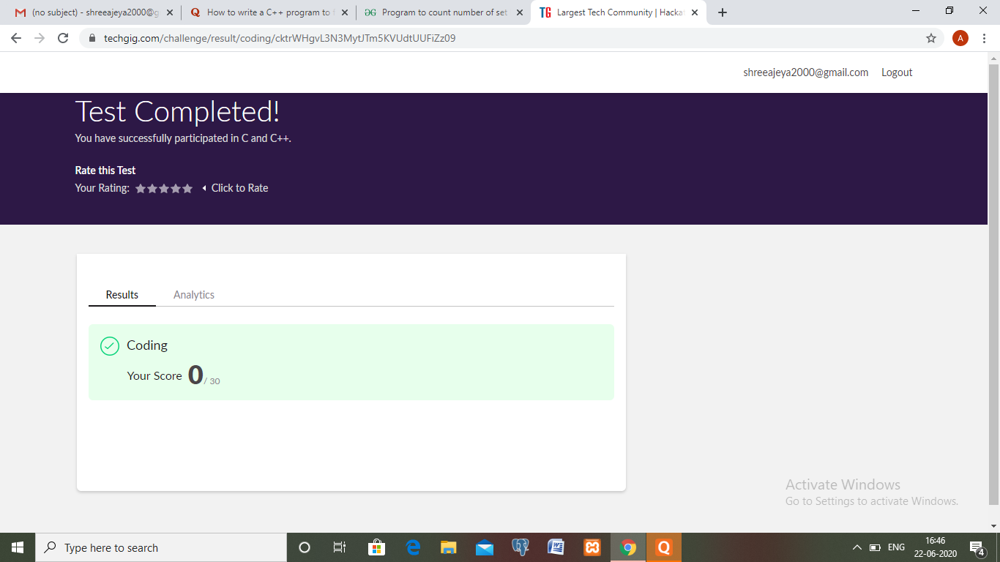 (no subject) - shreeajeya2000@g
How to write a C++ program to f
Program to count number of set
TG Largest Tech Community | Hacka
techgig.com/challenge/result/coding/cktrWHgvL3N3MytJTm5KVUdtUUFiZz09
A
shreeajeya2000@gmail.com Logout
Test Completed!
You have successfully participated in C and C++.
Rate this Test
Your Rating: Click to Rate
Results Analytics
Coding
Your Score 0 / 30
Activate Windows
Go to Settings to activate Windows.
Type here to search
ENG
16:46
22-06-2020
4